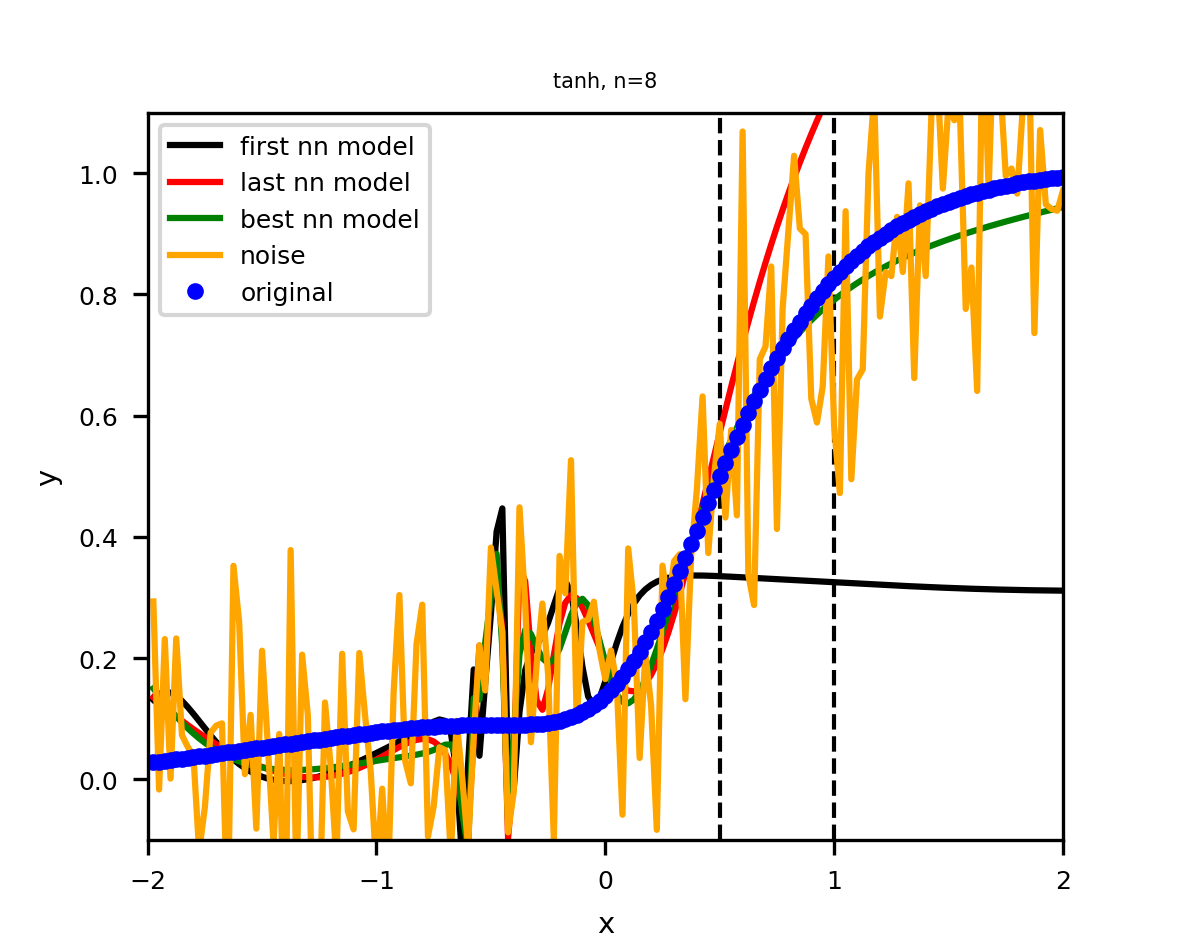 tanh, n=8
first nn model
last nn model
best nn model
noise
original
1.0
0.8
0.6
0.4
0.2
0.0
y
−2
−1
0
1
2
x